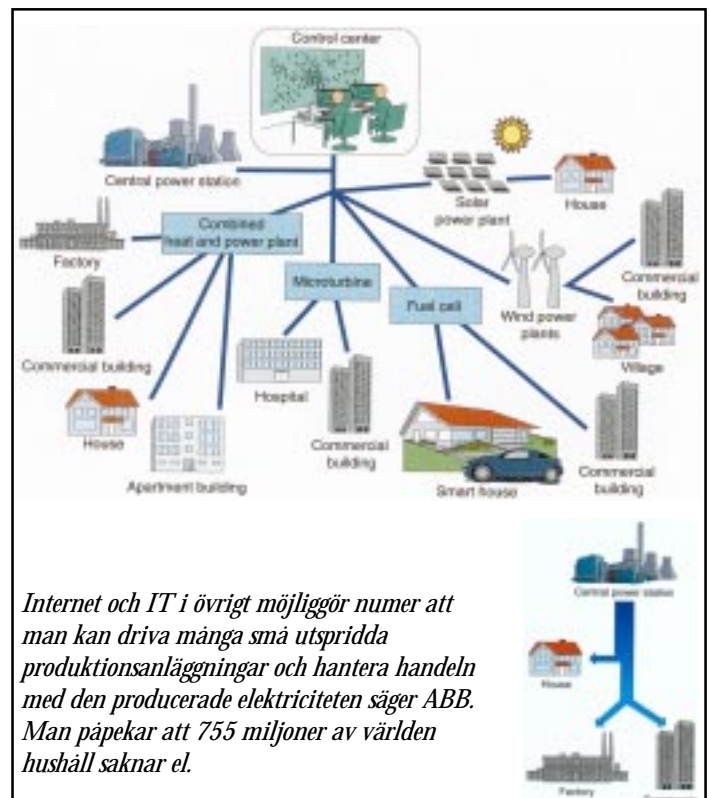 Control center
Central power station
Solar
power plant
House
Combined
heat and power plant
Factory
Commercial
building
Microturbine
Fuel cell
Wind power
plants
Commercial building
Village
Hospital
House
Commercial
building
Apartment building
Smart house
Commercial
building
Internet och IT i övrigt möjliggör numer att
man kan driva många små utspridda
produktionsanläggningar och hantera handeln
med den producerade elektriciteten säger ABB.
Man påpekar att 755 miljoner av världen
hushåll saknar el.
Central power station
House
Factory